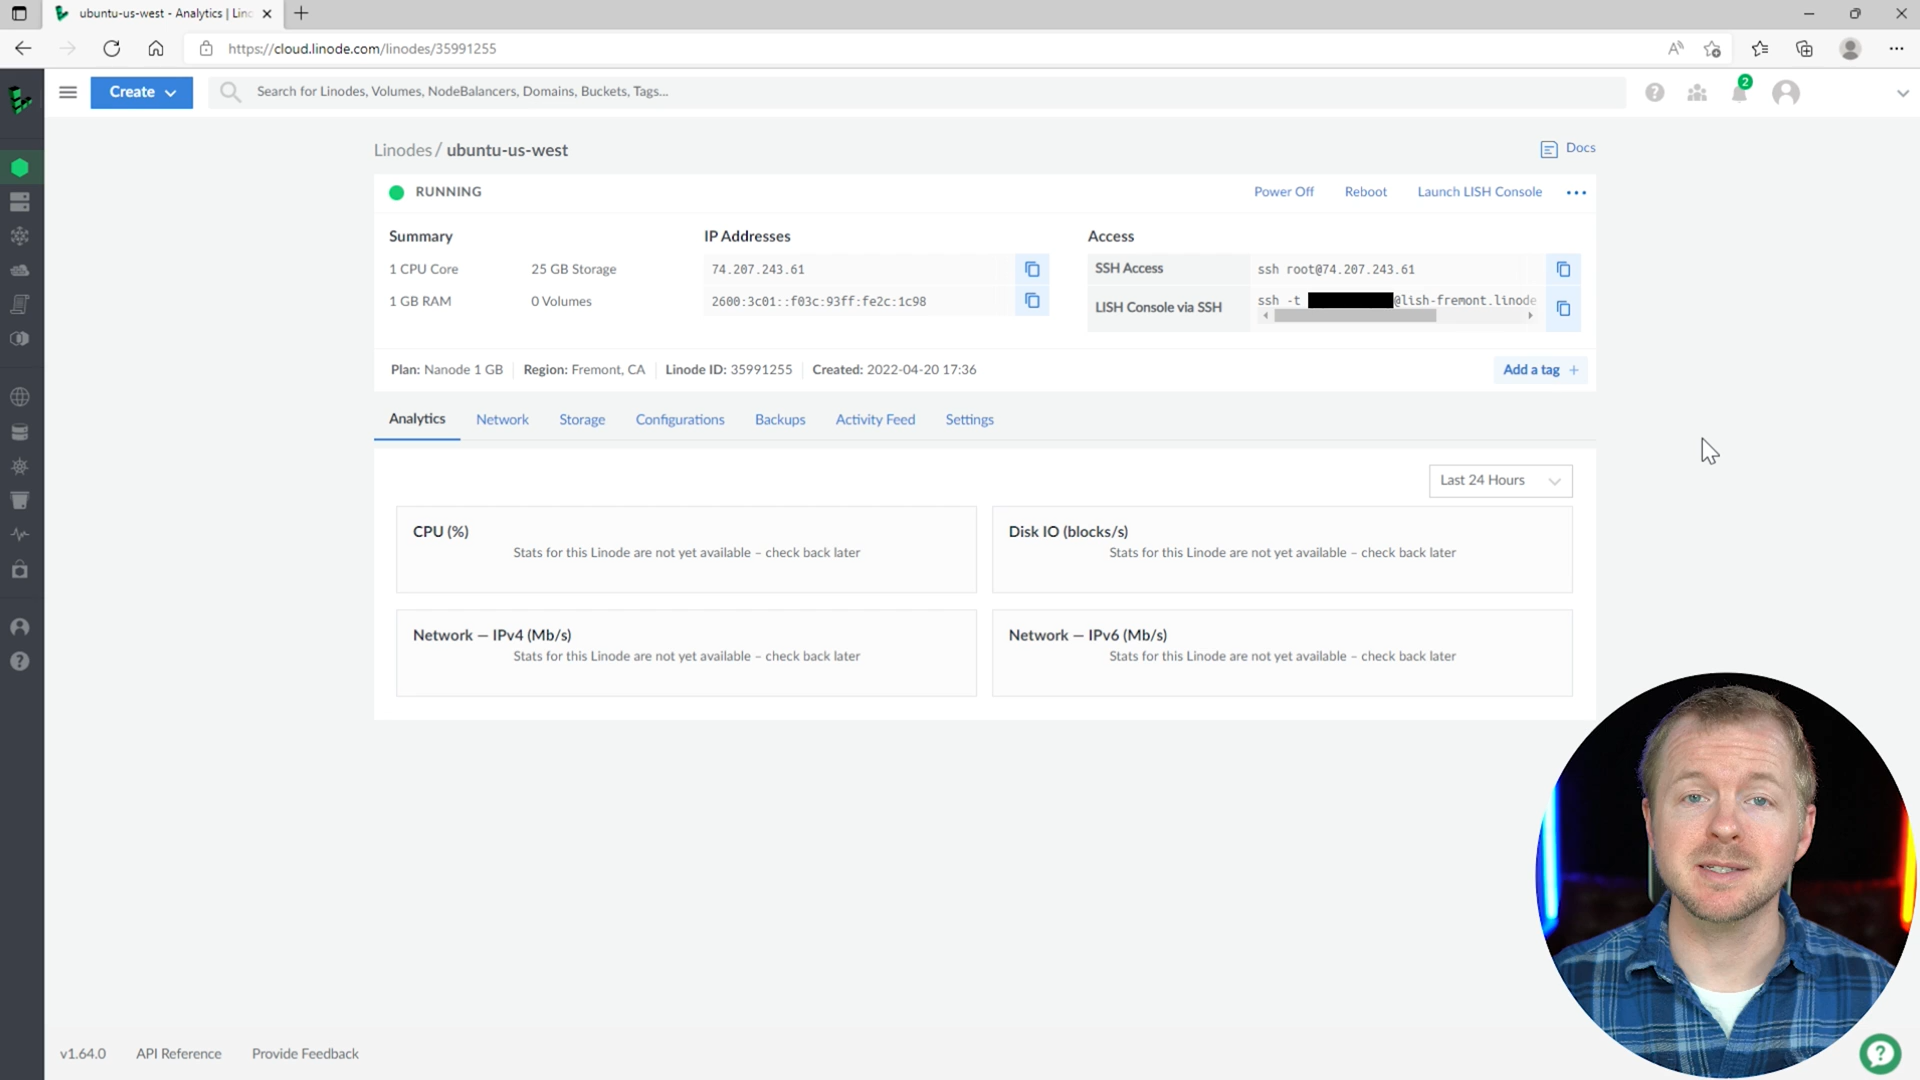 ubuntu-us-west - Analytics | Linc
https://cloud.linode.com/linodes/35991255
Create
Search for Linodes, Volumes, NodeBalancers, Domains, Buckets, Tags...
2
Linodes / ubuntu-us-west
Docs
RUNNING
Power Off
Reboot
Launch LISH Console
Summary
IP Addresses
Access
1 CPU Core
25 GB Storage
74.207.243.61
SSH Access
ssh root@74.207.243.61
1 GB RAM
0 Volumes
2600:3c01::f03c:93ff:fe2c:1c98
LISH Console via SSH
ssh -t @lish-fremont.linode
Plan: Nanode 1 GB
Region: Fremont, CA
Linode ID: 35991255
Created: 2022-04-20 17:36
Add a tag +
Analytics
Network
Storage
Configurations
Backups
Activity Feed
Settings
Last 24 Hours
CPU (%)
Stats for this Linode are not yet available – check back later
Disk IO (blocks/s)
Stats for this Linode are not yet available – check back later
Network — IPv4 (Mb/s)
Stats for this Linode are not yet available – check back later
Network — IPv6 (Mb/s)
Stats for this Linode are not yet available – check back later
v1.64.0
API Reference
Provide Feedback